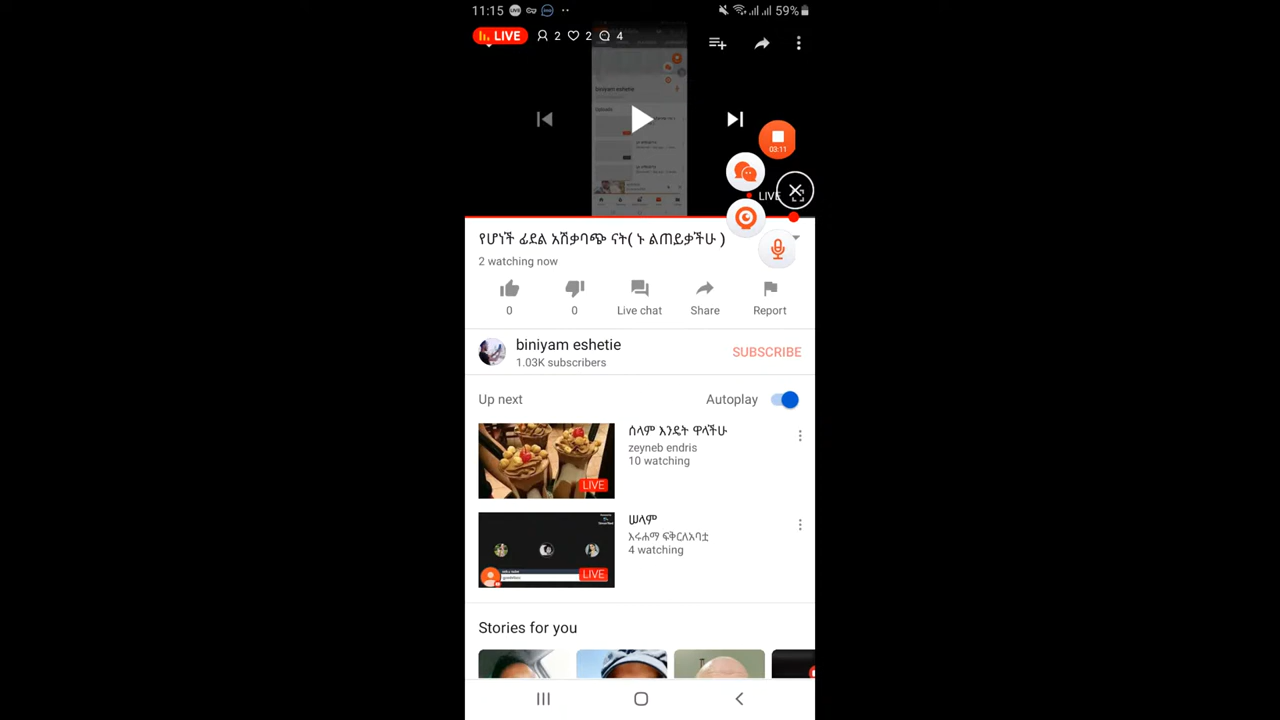 11:15
59%
LIVE 2 2 4
03:11
LIVE
የሆነች ፊደል አሽቃባጭ ናት( ኑ ልጠይቃችሁ )
2 watching now
0 0 Live chat Share Report
biniyam eshetie
1.03K subscribers
SUBSCRIBE
Up next
Autoplay
ሰላም እንዴት ዋላችሁ
zeyneb endris
10 watching
LIVE
ሠላም
እሩሐማ ፍቅርለአባቷ
4 watching
LIVE
Stories for you